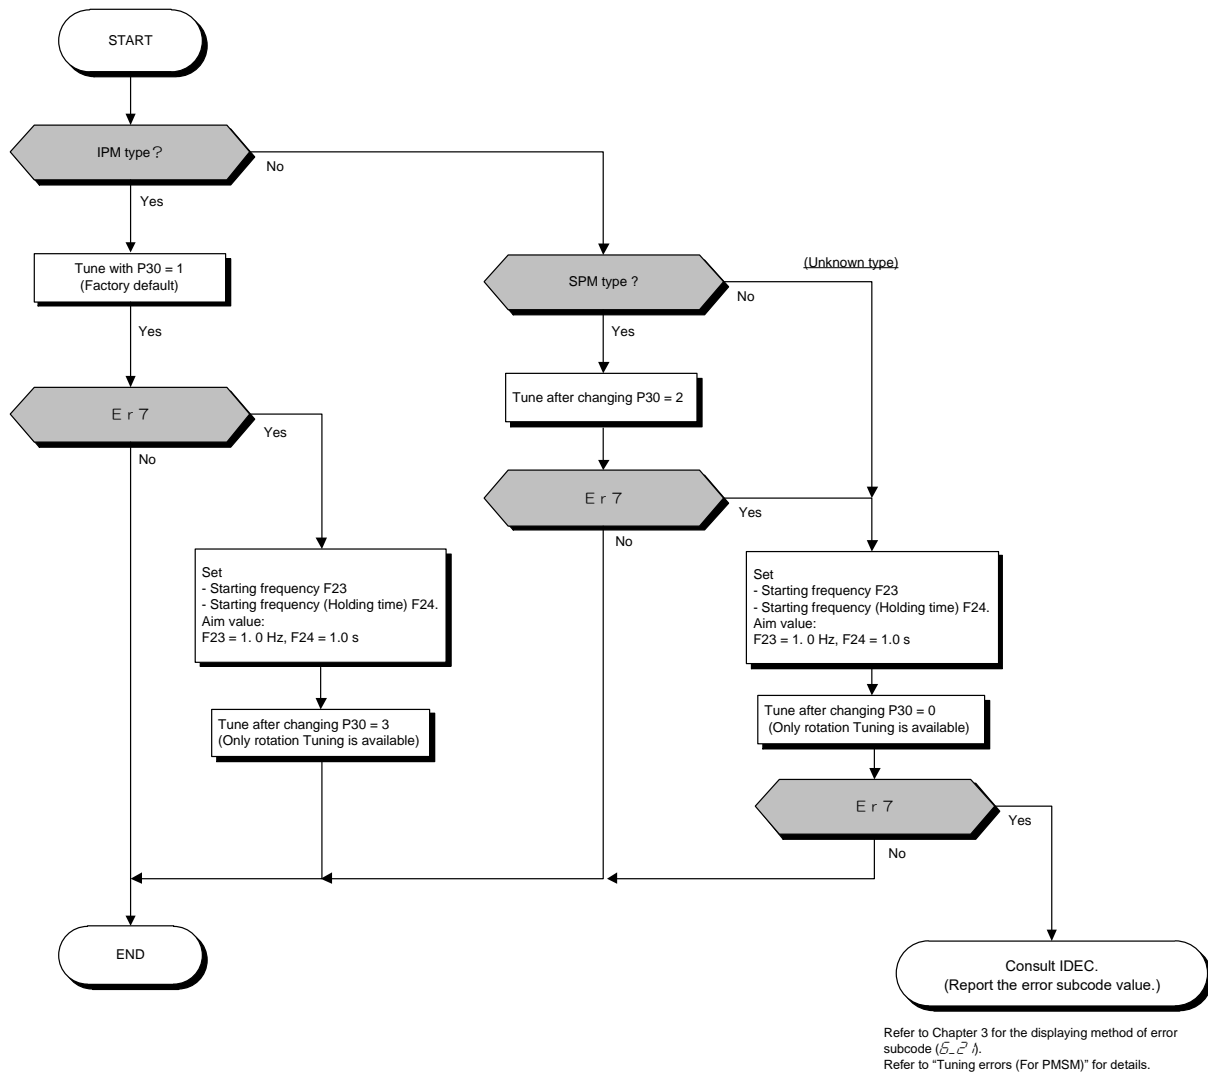 START
IPM type?
No
Yes
Tune with P30 = 1
(Factory default)
(Unknown type)
SPM type ?
No
Yes
Yes
Er7
Yes
No
Tune after changing P30 = 2
Er7
Yes
No
Set
- Starting frequency F23
- Starting frequency (Holding time) F24.
Aim value:
F23 = 1. 0 Hz, F24 = 1.0 s
Set
- Starting frequency F23
- Starting frequency (Holding time) F24.
Aim value:
F23 = 1. 0 Hz, F24 = 1.0 s
Tune after changing P30 = 3
(Only rotation Tuning is available)
Tune after changing P30 = 0
(Only rotation Tuning is available)
Er7
Yes
No
END
Consult IDEC.
(Report the error subcode value.)
Refer to Chapter 3 for the displaying method of error
subcode (6_21).
Refer to “Tuning errors (For PMSM)” for details.